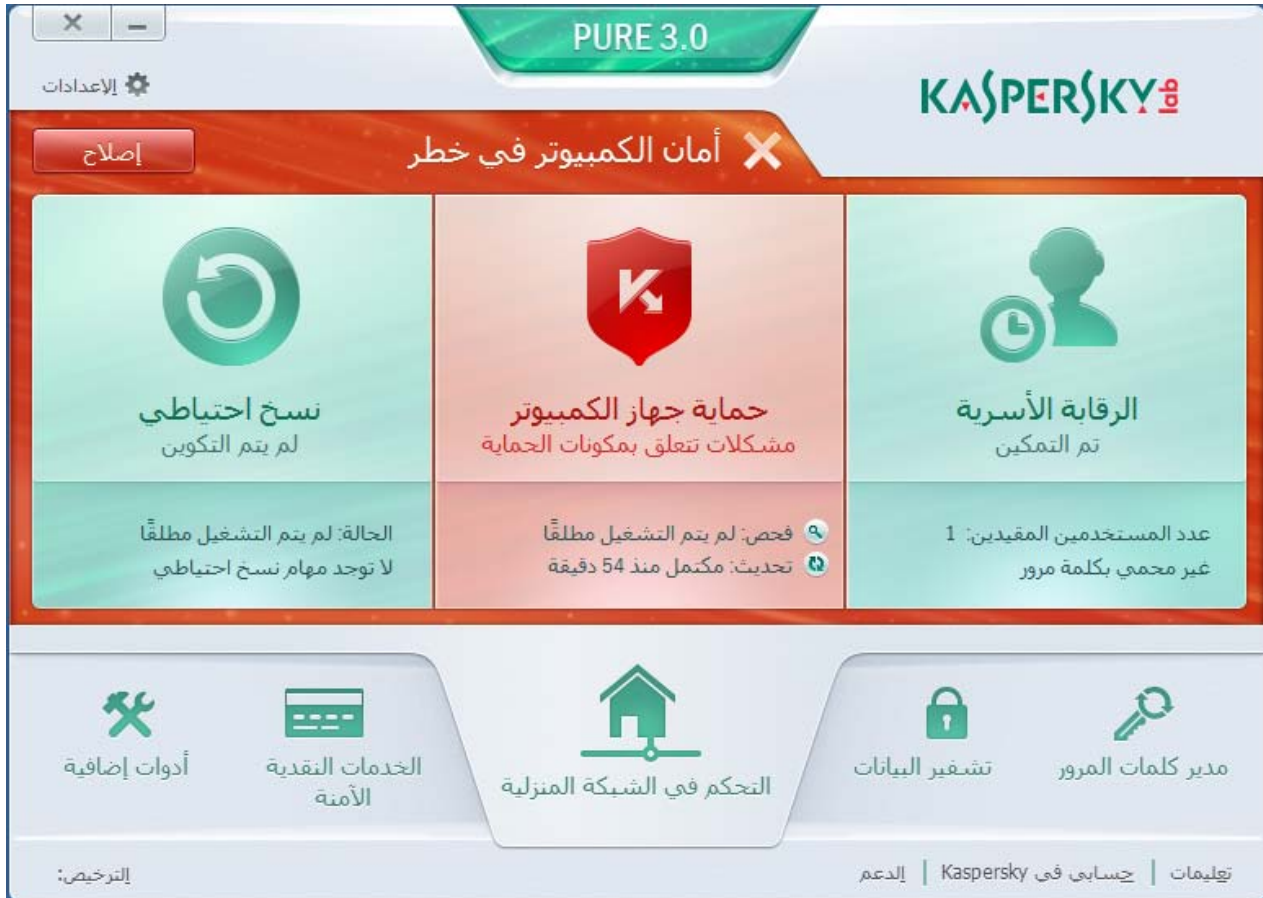 PURE 3.0
KASPERSKY lab
الإعدادات
أمان الكمبيوتر في خطر
إصلاح
الرقابة الأسرية
تم التمكين
عدد المستخدمين المقيدين: 1
غير محمي بكلمة مرور
حماية جهاز الكمبيوتر
مشكلات تتعلق بمكونات الحماية
فحص: لم يتم التشغيل مطلقًا
تحديث: مكتمل منذ 54 دقيقة
نسخ احتياطي
لم يتم التكوين
الحالة: لم يتم التشغيل مطلقًا
لا توجد مهام نسخ احتياطي
مدير كلمات المرور
تشفير البيانات
التحكم في الشبكة المنزلية
الخدمات النقدية
الآمنة
أدوات إضافية
تعليمات | حسابي في Kaspersky | الدعم
الترخيص: